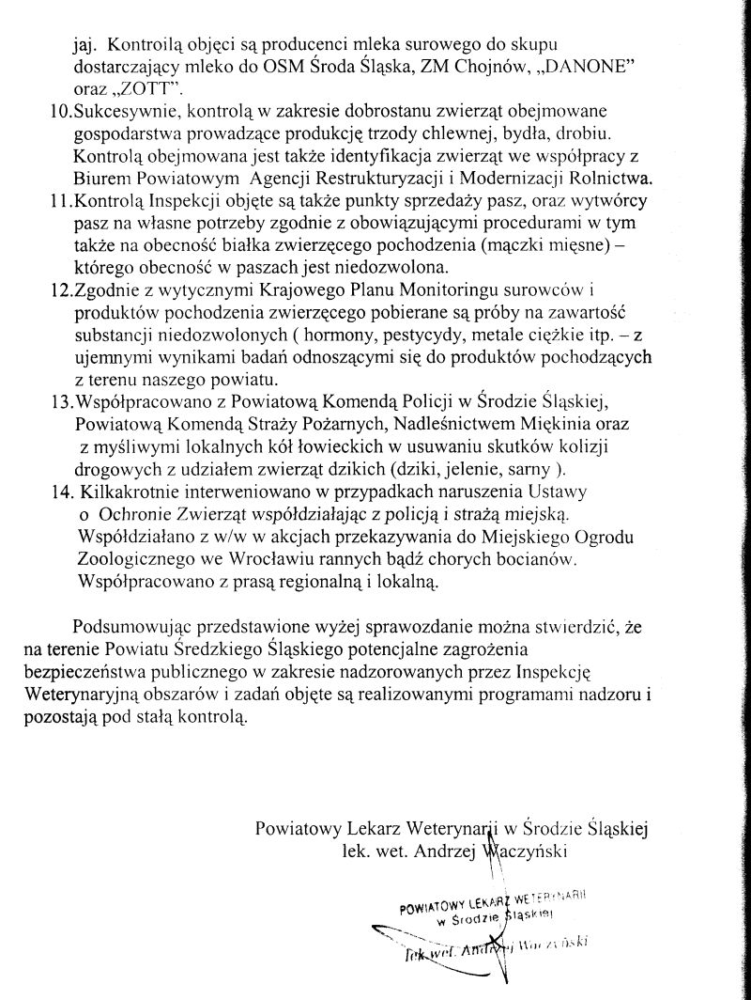 jaj. Kontroilą objęci są producenci mleka surowego do skupu
dostarczający mleko do OSM Środa Śląska, ZM Chojnów, „DANONE”
oraz „ZOTT”.
10.Sukcesywnie, kontrolą w zakresie dobrostanu zwierząt obejmowane
gospodarstwa prowadzące produkcję trzody chlewnej, bydła, drobiu.
Kontrolą obejmowana jest także identyfikacja zwierząt we współpracy z
Biurem Powiatowym Agencji Restrukturyzacji i Modernizacji Rolnictwa.
11.Kontrolą Inspekcji objęte są także punkty sprzedaży pasz, oraz wytwórcy
pasz na własne potrzeby zgodnie z obowiązującymi procedurami w tym
także na obecność białka zwierzęcego pochodzenia (mączki mięsne) –
którego obecność w paszach jest niedozwolona.
12.Zgodnie z wytycznymi Krajowego Planu Monitoringu surowców i
produktów pochodzenia zwierzęcego pobierane są próby na zawartość
substancji niedozwolonych ( hormony, pestycydy, metale ciężkie itp. – z
ujemnymi wynikami badań odnoszącymi się do produktów pochodzących
z terenu naszego powiatu.
13.Współpracowano z Powiatową Komendą Policji w Środzie Śląskiej,
Powiatową Komendą Straży Pożarnych, Nadleśnictwem Miękinia oraz
z myśliwymi lokalnych kół łowieckich w usuwaniu skutków kolizji
drogowych z udziałem zwierząt dzikich (dziki, jelenie, sarny ).
14. Kilkakrotnie interweniowano w przypadkach naruszenia Ustawy
o Ochronie Zwierząt współdziałając z policją i strażą miejską.
Współdziałano z w/w w akcjach przekazywania do Miejskiego Ogrodu
Zoologicznego we Wrocławiu rannych bądź chorych bocianów.
Współpracowano z prasą regionalną i lokalną.
Podsumowując przedstawione wyżej sprawozdanie można stwierdzić, że
na terenie Powiatu Średzkiego Śląskiego potencjalne zagrożenia
bezpieczeństwa publicznego w zakresie nadzorowanych przez Inspekcję
Weterynaryjną obszarów i zadań objęte są realizowanymi programami nadzoru i
pozostają pod stałą kontrolą.
Powiatowy Lekarz Weterynarii w Środzie Śląskiej
lek. wet. Andrzej Waczyński
POWIATOWY LEKARZ WETERYNARII
w Środzie Śląskiej
lek. wet. Andrzej Waczyński